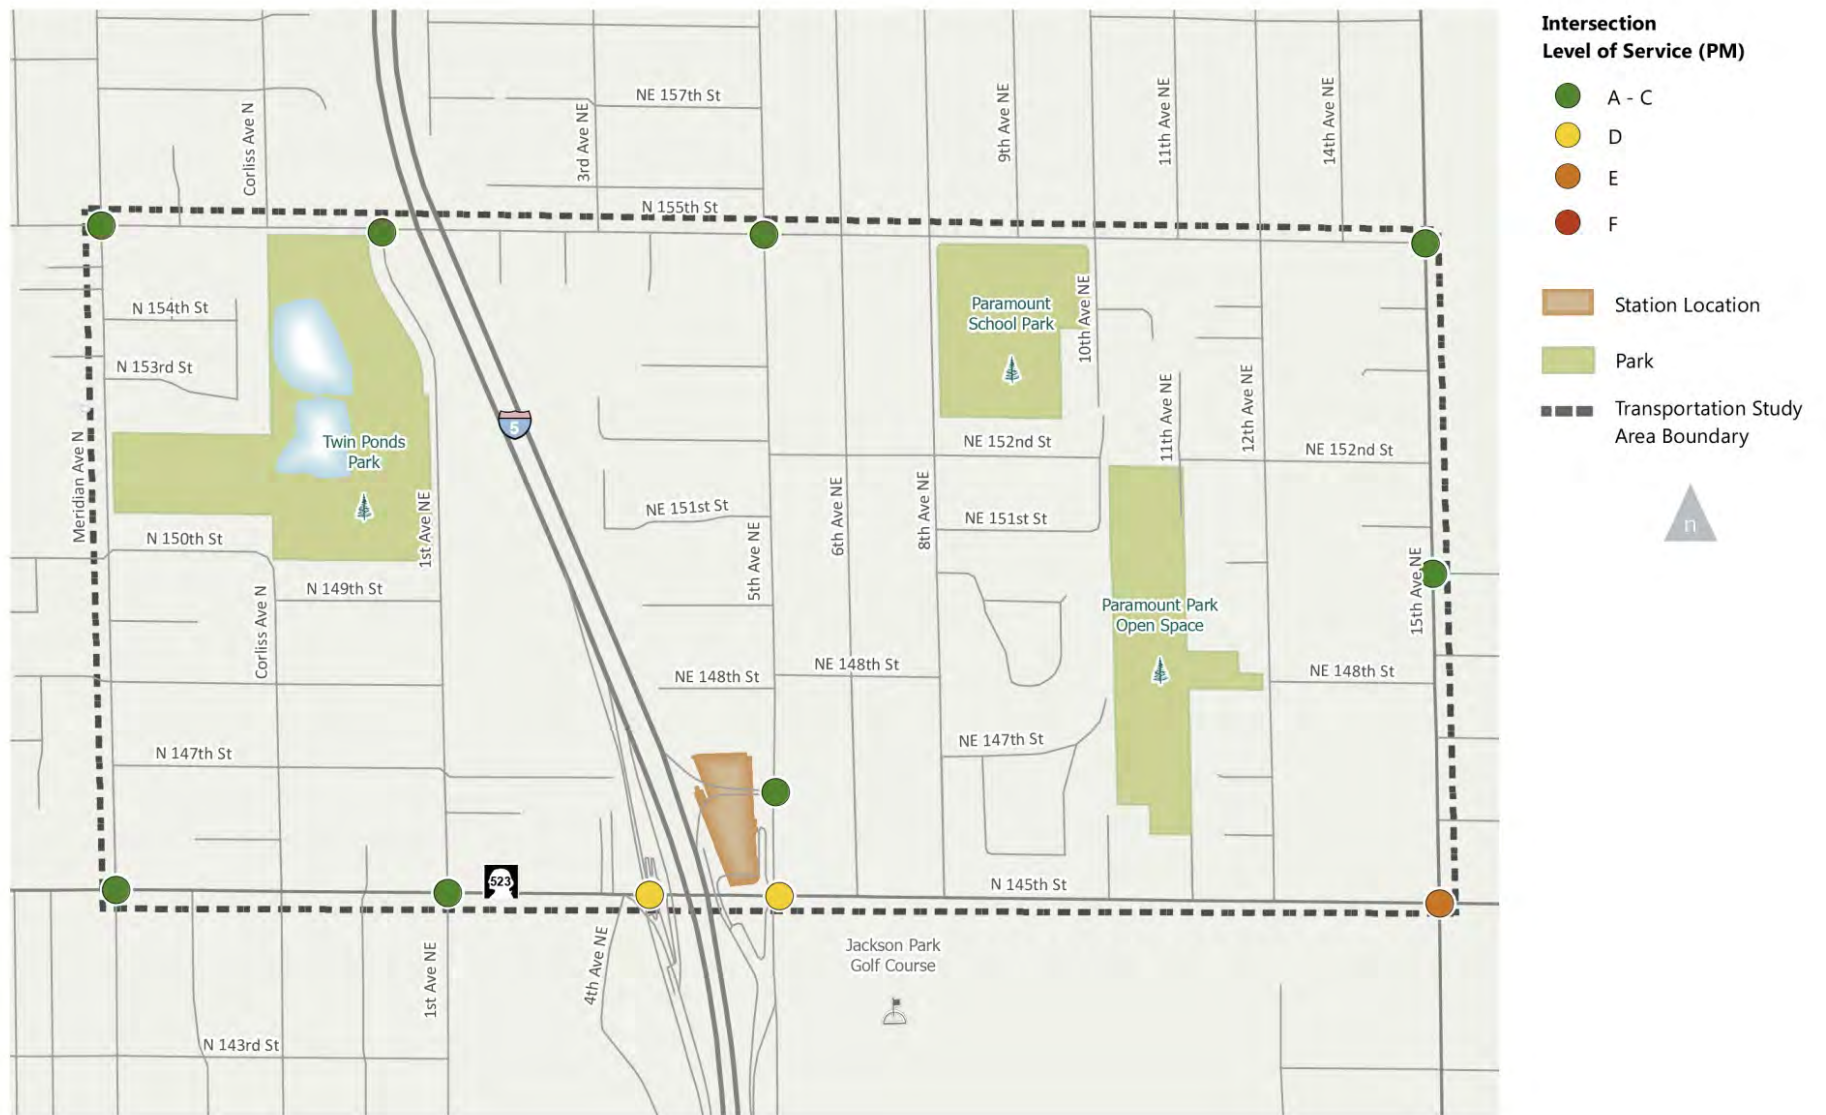 Intersection
Level of Service (PM)
A - C
D
E
F
Station Location
Park
Transportation Study
Area Boundary
n
NE 157th St
Corliss Ave N
3rd Ave NE
9th Ave NE
11th Ave NE
14th Ave NE
N 155th St
N 154th St
N 153rd St
Paramount
School Park
10th Ave NE
5
Twin Ponds
Park
Meridian Ave N
NE 152nd St
11th Ave NE
12th Ave NE
NE 152nd St
1st Ave NE
NE 151st St
5th Ave NE
6th Ave NE
8th Ave NE
NE 151st St
N 150th St
N 149th St
Corliss Ave N
15th Ave NE
Paramount Park
Open Space
NE 148th St
NE 148th St
NE 148th St
N 147th St
NE 147th St
523
N 145th St
1st Ave NE
4th Ave NE
Jackson Park
Golf Course
N 143rd St